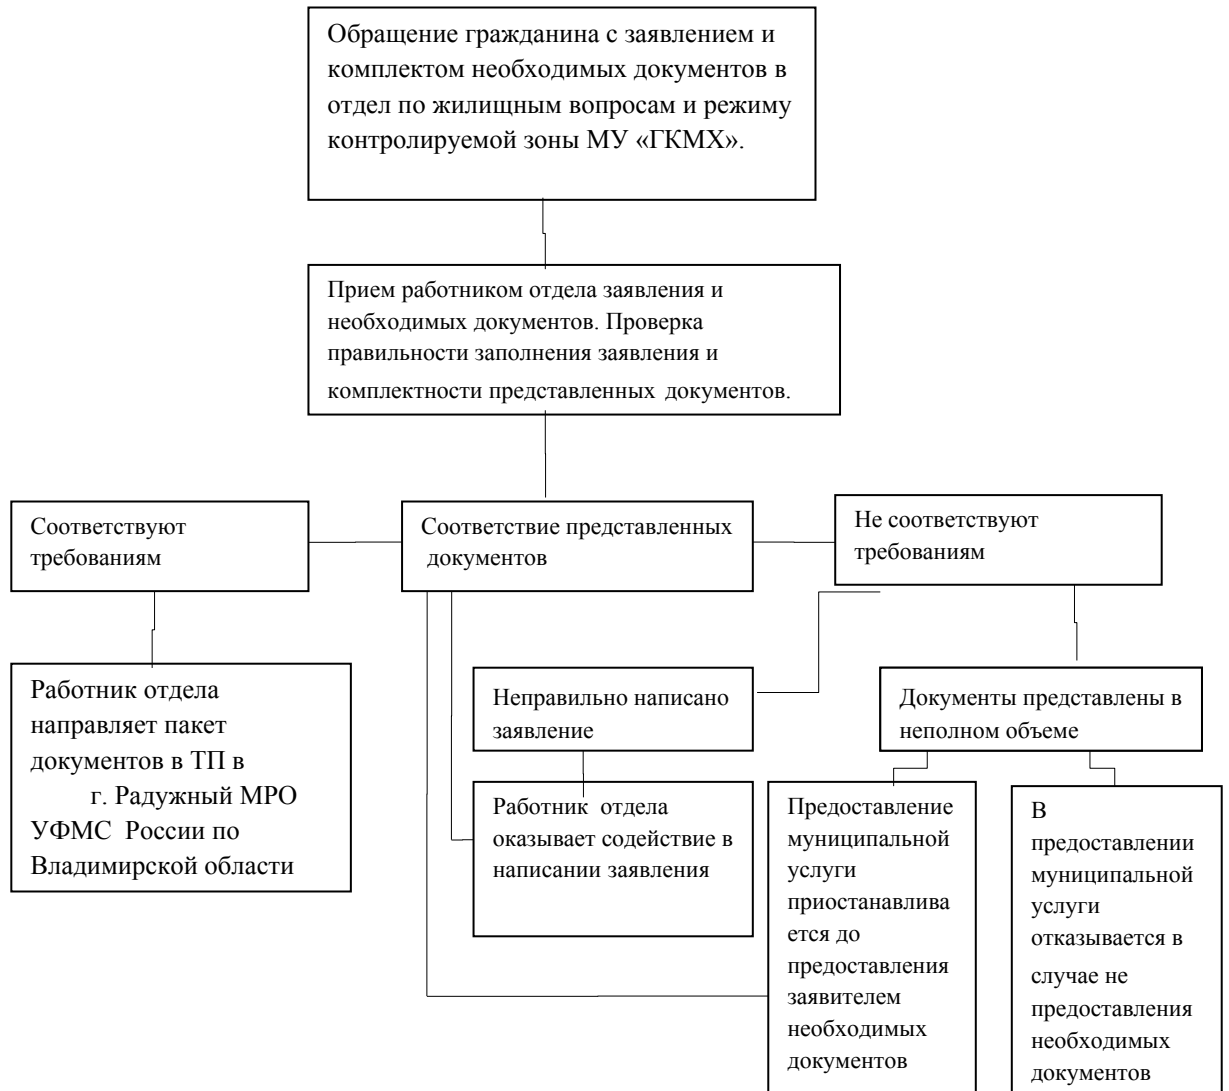 Обращение гражданина с заявлением и
комплектом необходимых документов в
отдел по жилищным вопросам и режиму
контролируемой зоны МУ «ГКМХ».
Прием работником отдела заявления и
необходимых документов. Проверка
правильности заполнения заявления и
комплектности представленных документов.
Соответствуют
требованиям
Соответствие представленных
документов
Не соответствуют
требованиям
Работник отдела
направляет пакет
документов в ТП в
г. Радужный МРО
УФМС России по
Владимирской области
Неправильно написано
заявление
Документы представлены в
неполном объеме
Работник отдела
оказывает содействие в
написании заявления
Предоставление
муниципальной
услуги
приостанавлива
ется до
предоставления
заявителем
необходимых
документов
В
предоставлении
муниципальной
услуги
отказывается в
случае не
предоставления
необходимых
документов